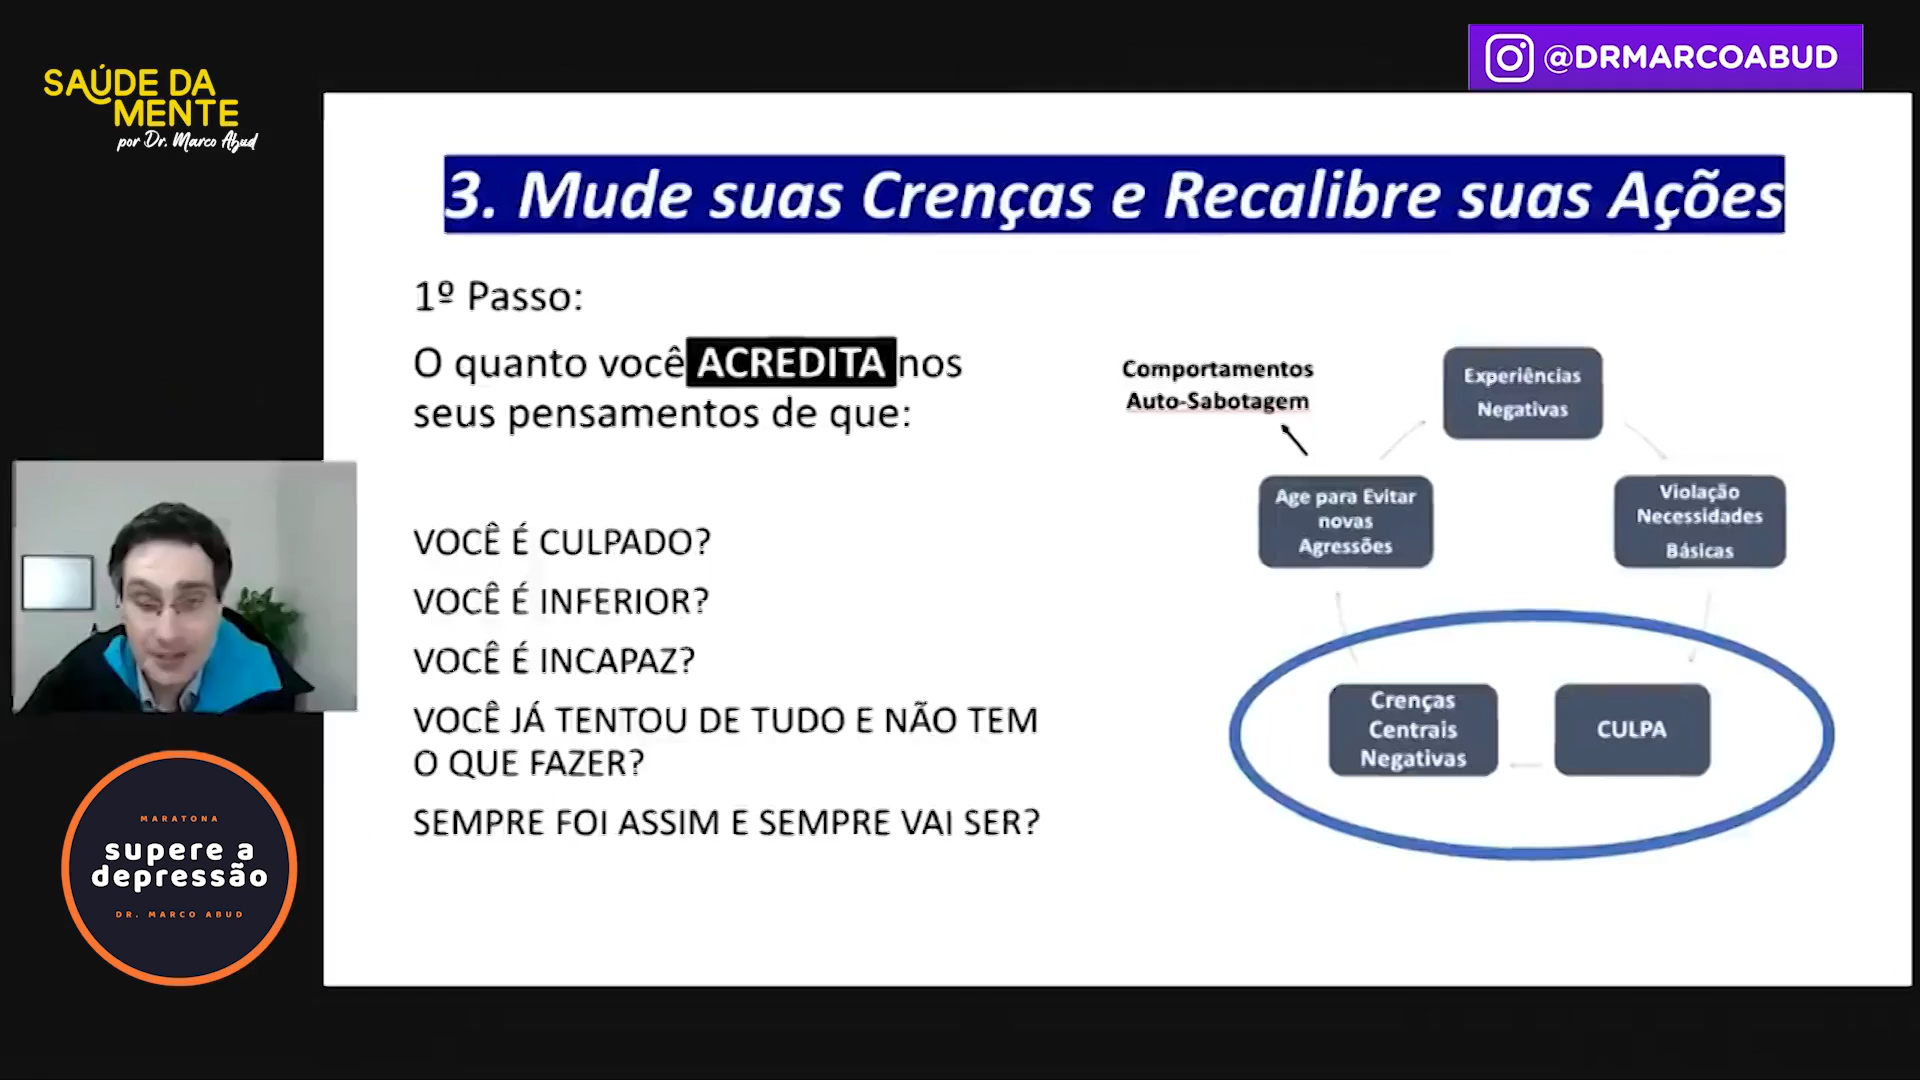 SAÚDE DA
MENTE
por Dr. Marco Abud
@DRMARCOABUD
3. Mude suas Crenças e Recalibre suas Ações
1º Passo:
O quanto você ACREDITA nos
seus pensamentos de que:
VOCÊ É CULPADO?
VOCÊ É INFERIOR?
VOCÊ É INCAPAZ?
VOCÊ JÁ TENTOU DE TUDO E NÃO TEM
O QUE FAZER?
SEMPRE FOI ASSIM E SEMPRE VAI SER?
Comportamentos
Auto-Sabotagem
Experiências
Negativas
Age para Evitar
novas
Agressões
Violação
Necessidades
Básicas
Crenças
Centrais
Negativas
CULPA
MARATONA
supere a
depressão
DR. MARCO ABUD